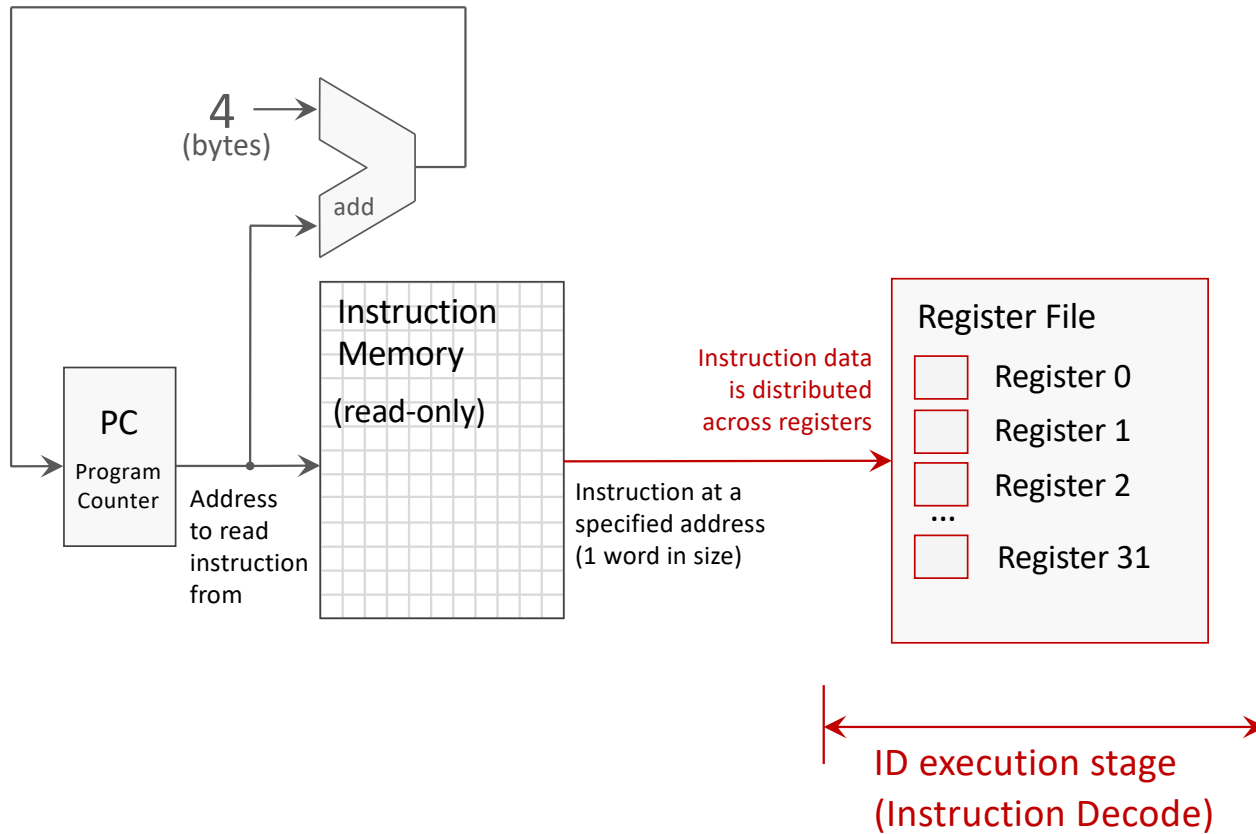 4
(bytes)
add
Instruction
Memory
(read-only)
PC
Program
Counter
Address
to read
instruction
from
Instruction data
is distributed
across registers
Instruction at a
specified address
(1 word in size)
Register File
Register 0
Register 1
Register 2
...
Register 31
ID execution stage
(Instruction Decode)